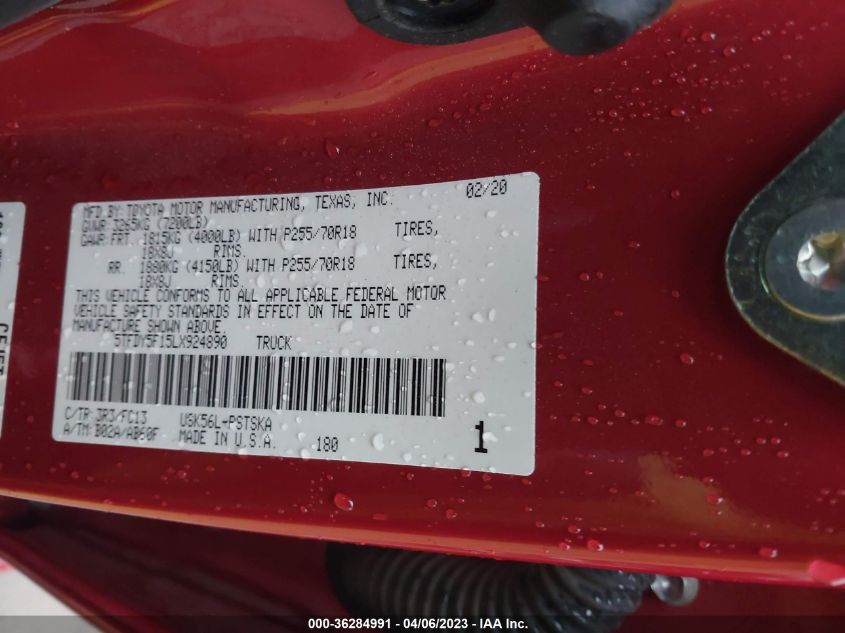 MFD BY: TOYOTA MOTOR MANUFACTURING, TEXAS, INC. 02/20
GVWR 3265KG (7200LB)
GAWR FRT. 1815KG (4000LB) WITH P255/70R18 TIRES,
18X8J RIMS.
RR. 1880KG (4150LB) WITH P255/70R18 TIRES,
18X8J RIMS.
THIS VEHICLE CONFORMS TO ALL APPLICABLE FEDERAL MOTOR
VEHICLE SAFETY STANDARDS IN EFFECT ON THE DATE OF
MANUFACTURE SHOWN ABOVE.
5TFDY5F15LX924890 TRUCK
C/TR:3R3/FC13 USK56L-PSTSKA
A/TM:B02A/AB60F MADE IN U.S.A. 180 1
000-36284991 - 04/06/2023 - IAA Inc.